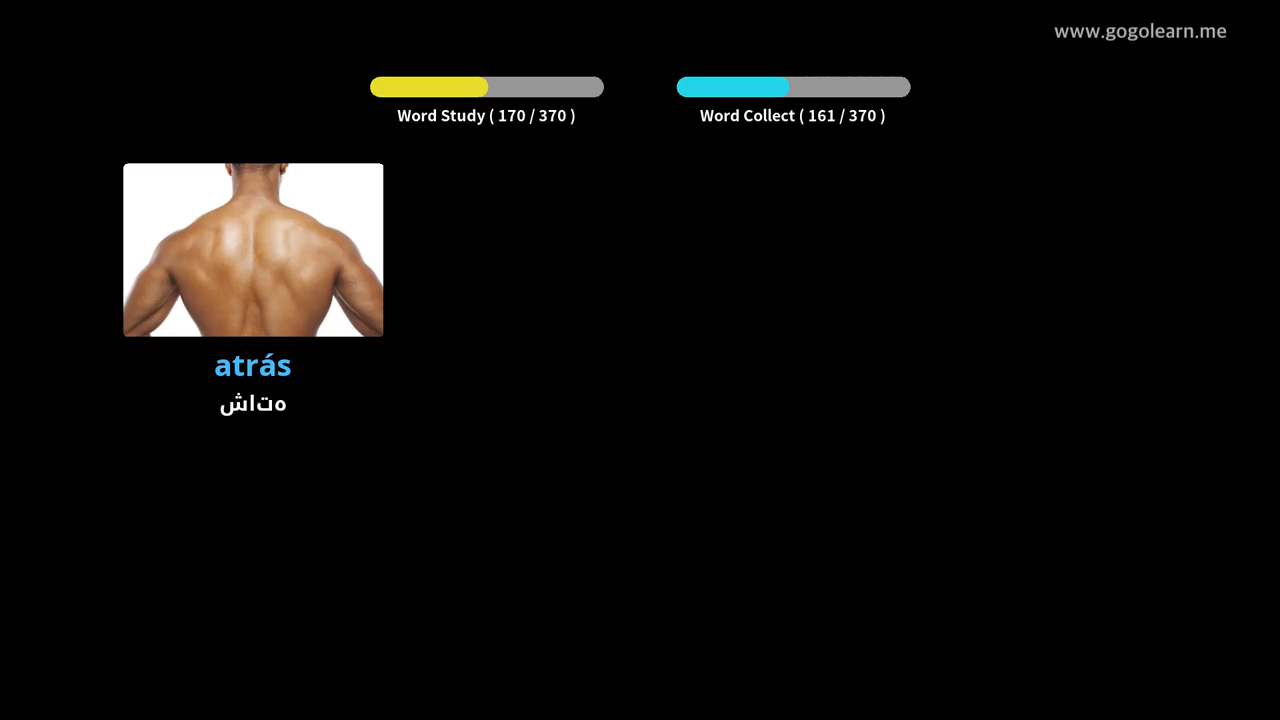 www.gogolearn.me
Word Study ( 170 / 370 )
Word Collect ( 161 / 370 )
atrás
ەتاش